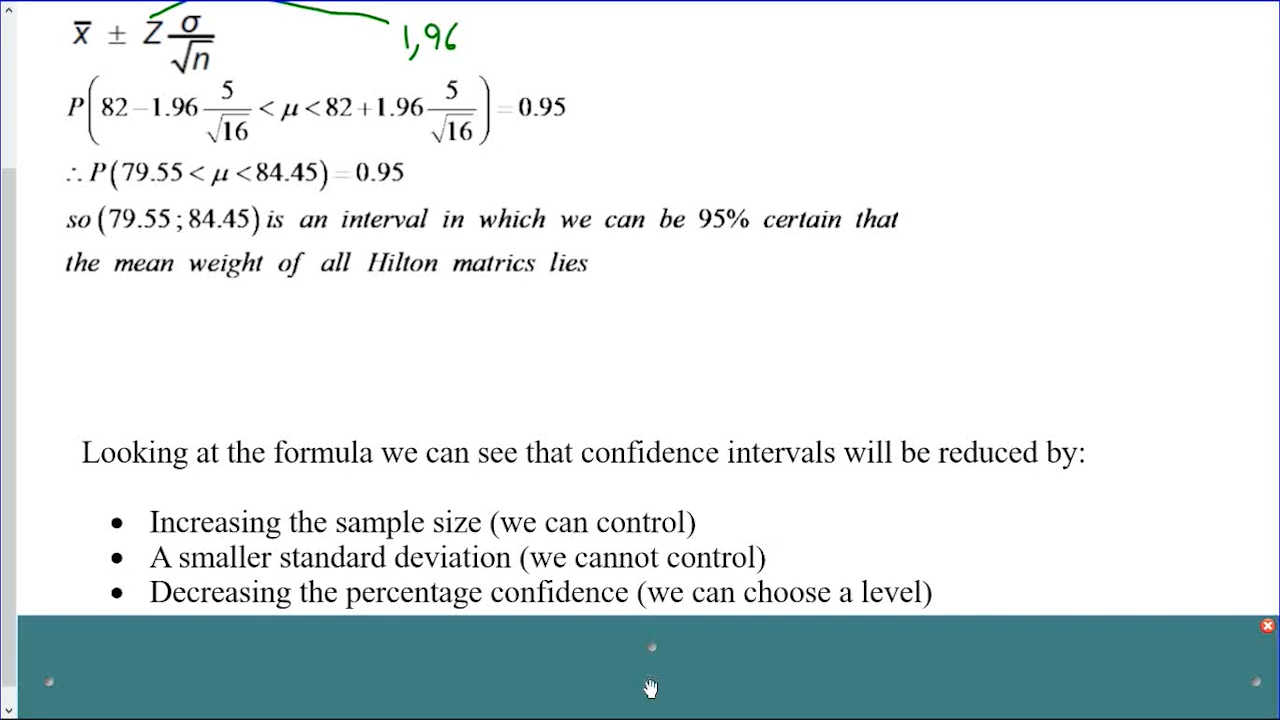 x̄ ± Z σ/√n 1,96
P(82 − 1.96 5/√16 < μ < 82 + 1.96 5/√16) = 0.95
∴ P(79.55 < μ < 84.45) = 0.95
so (79.55 ; 84.45) is an interval in which we can be 95% certain that
the mean weight of all Hilton matrics lies
Looking at the formula we can see that confidence intervals will be reduced by:
• Increasing the sample size (we can control)
• A smaller standard deviation (we cannot control)
• Decreasing the percentage confidence (we can choose a level)